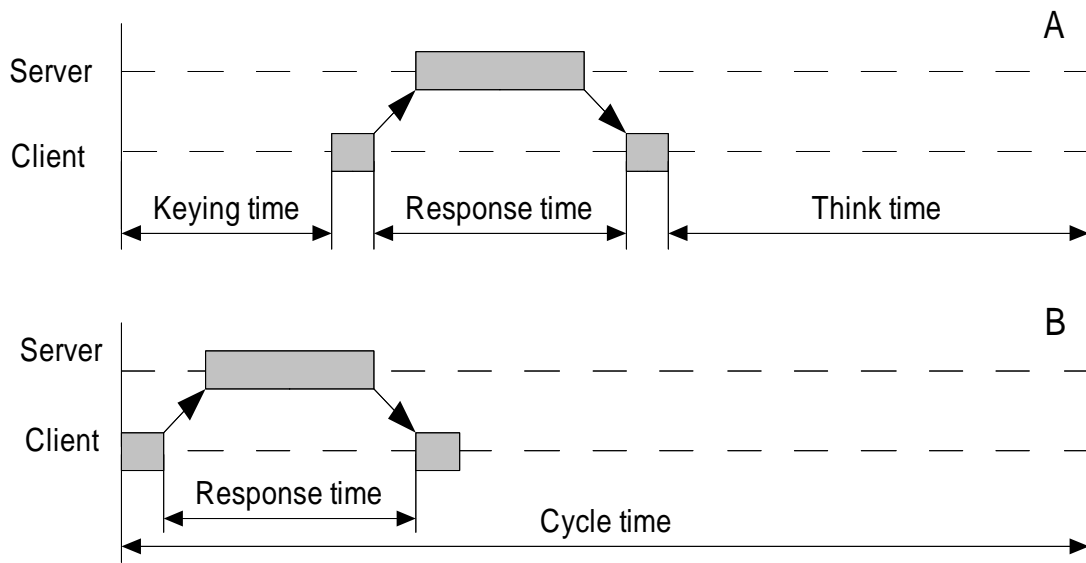 A
Server
Client
Keying time
Response time
Think time
B
Server
Client
Response time
Cycle time